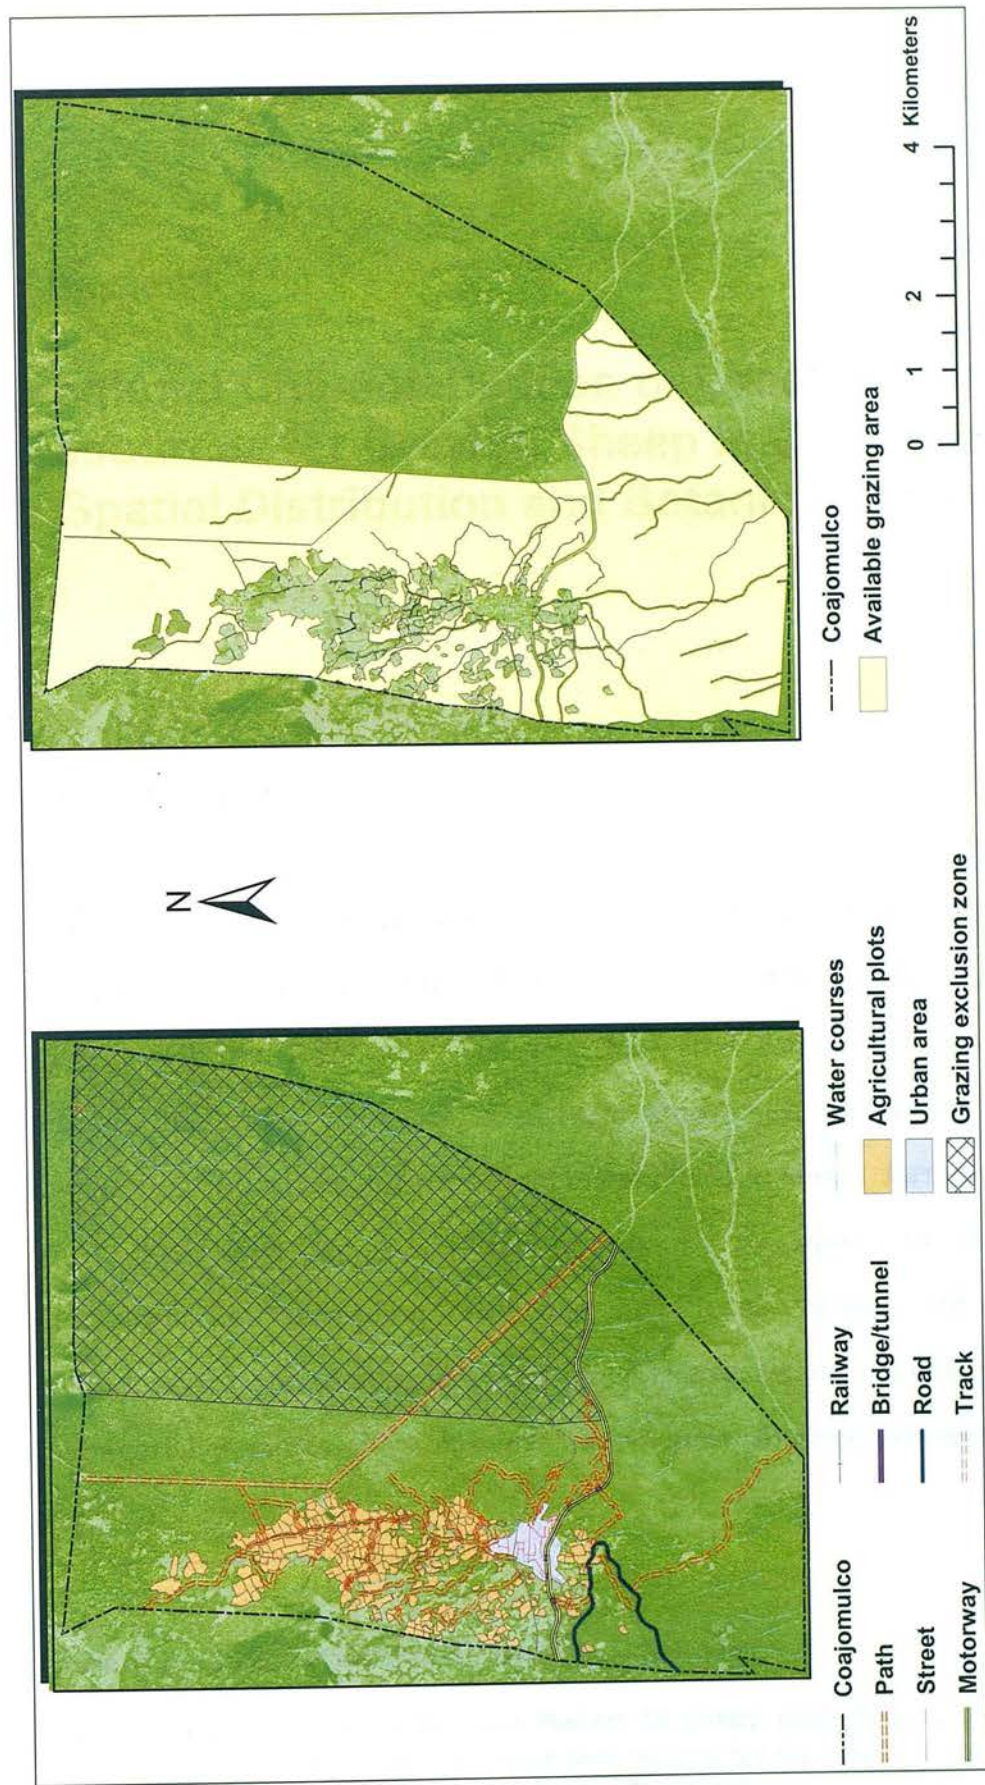 N
Coajomulco
Path
Street
Motorway
Railway
Bridge/tunnel
Road
Track
Water courses
Agricultural plots
Urban area
Grazing exclusion zone
Coajomulco
Available grazing area
0 1 2 4 Kilometers